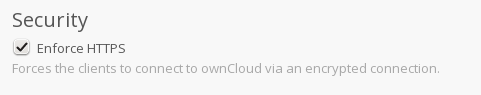 Security
Enforce HTTPS
Forces the clients to connect to ownCloud via an encrypted connection.